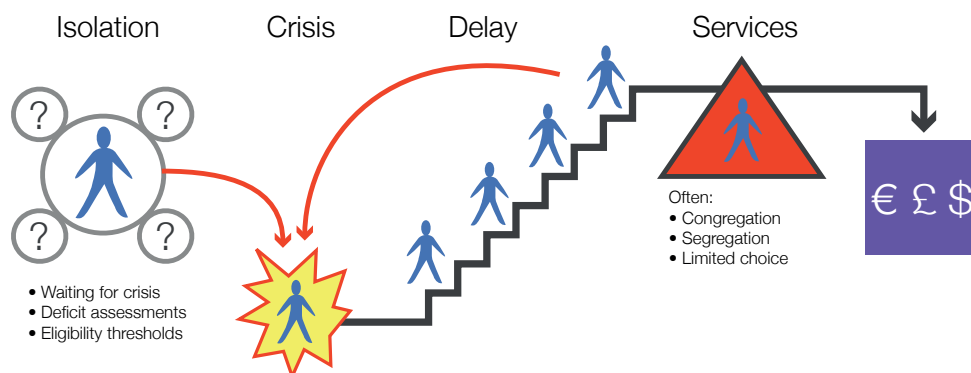 Isolation
Crisis
Delay
Services
?
?
?
?
• Waiting for crisis
• Deficit assessments
• Eligibility thresholds
Often:
• Congregation
• Segregation
• Limited choice
€ £ $